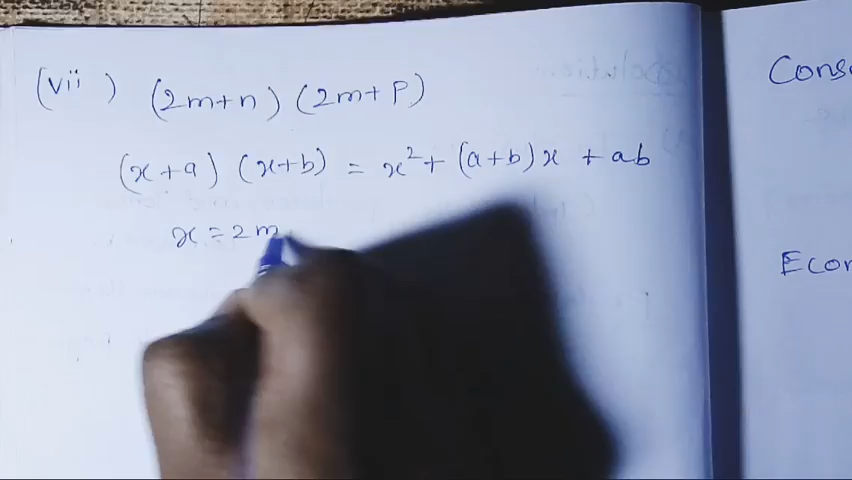 (vii) (2m+n) (2m+p)
(x+a) (x+b) = x²+ (a+b)x + ab
x = 2m
Cons
Econ